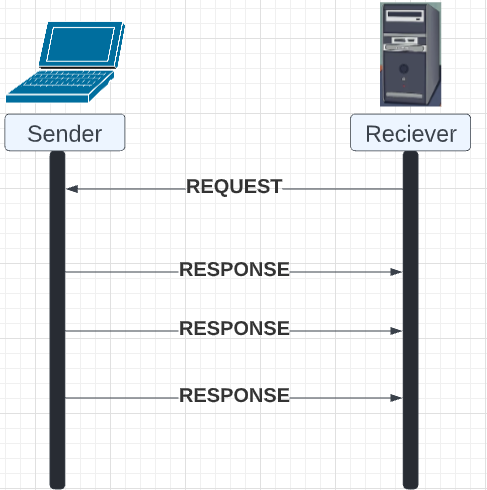 Sender
Reciever
REQUEST
RESPONSE
RESPONSE
RESPONSE